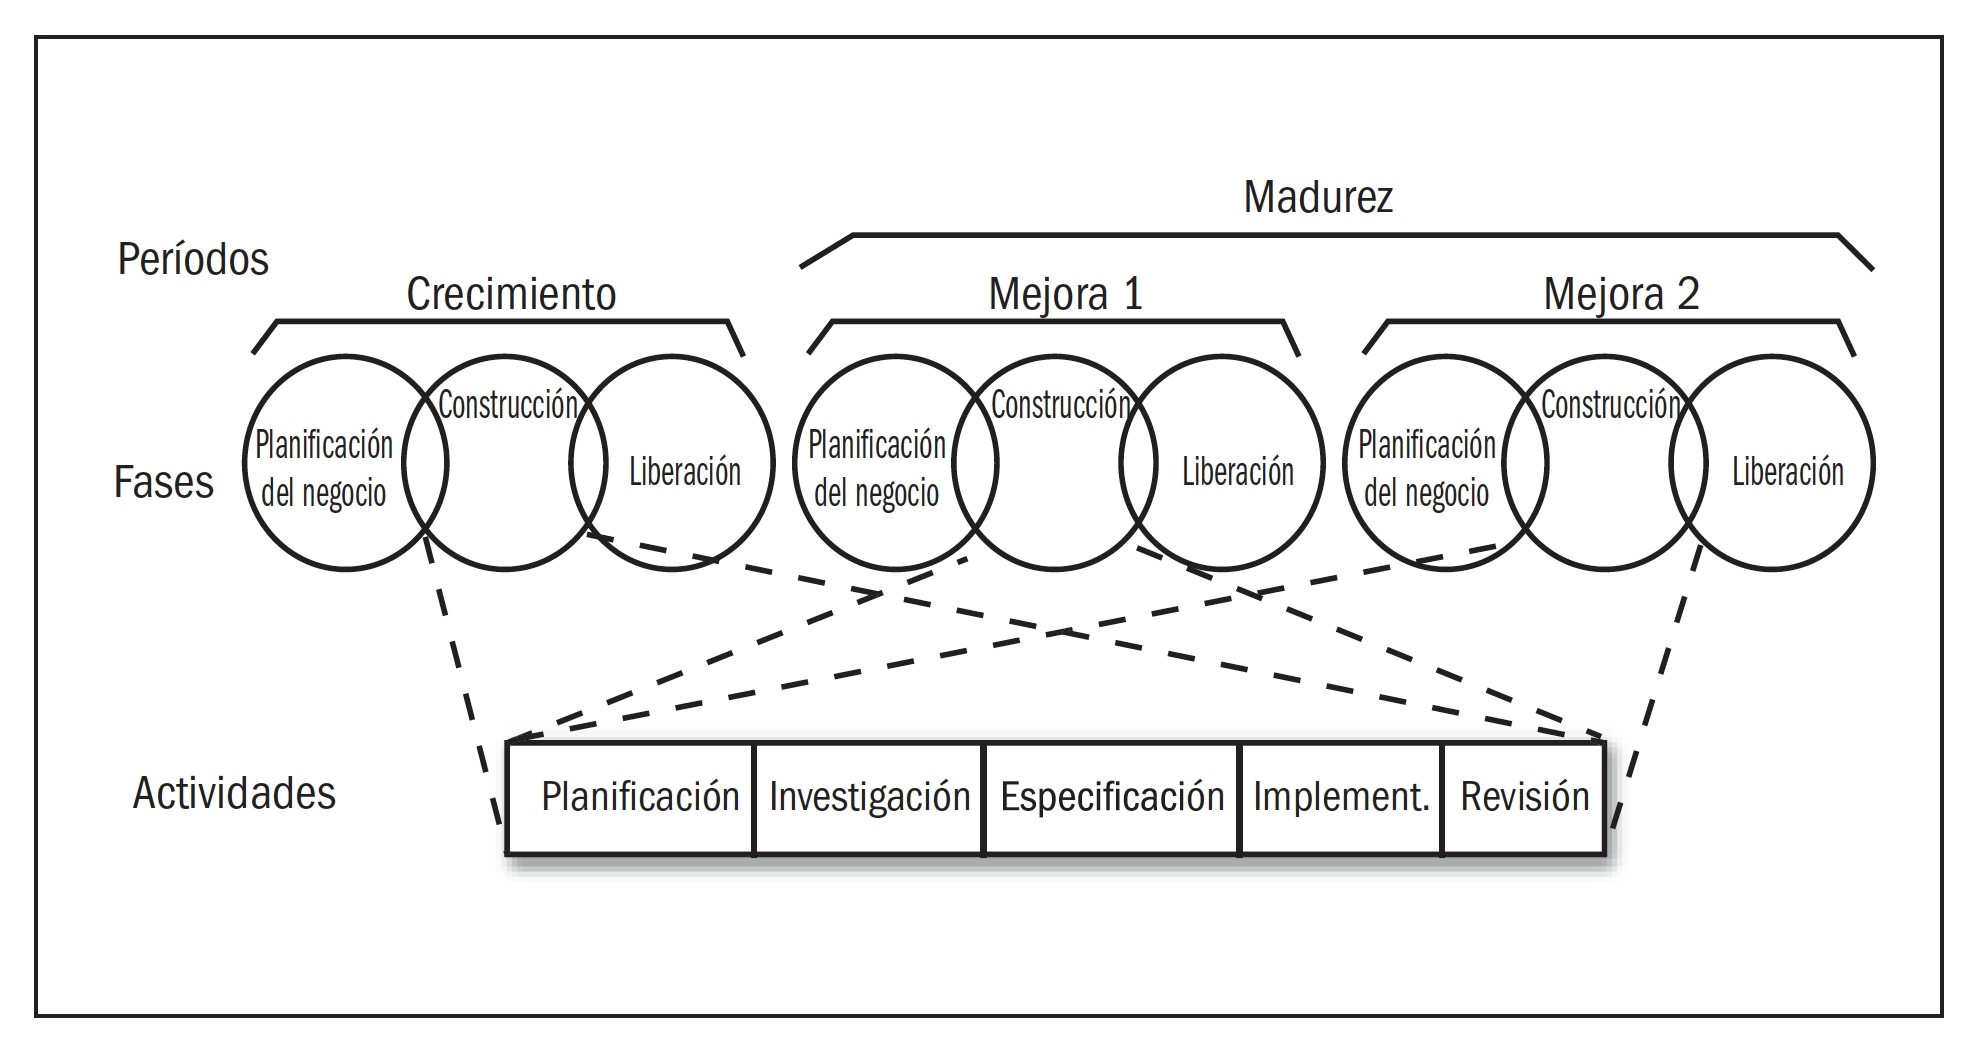 Madurez
Períodos
Crecimiento
Mejora 1
Mejora 2
Fases
Planificación
del negocio
Construcción
Liberación
Planificación
del negocio
Construcción
Liberación
Planificación
del negocio
Construcción
Liberación
Actividades
Planificación
Investigación
Especificación
Implement.
Revisión